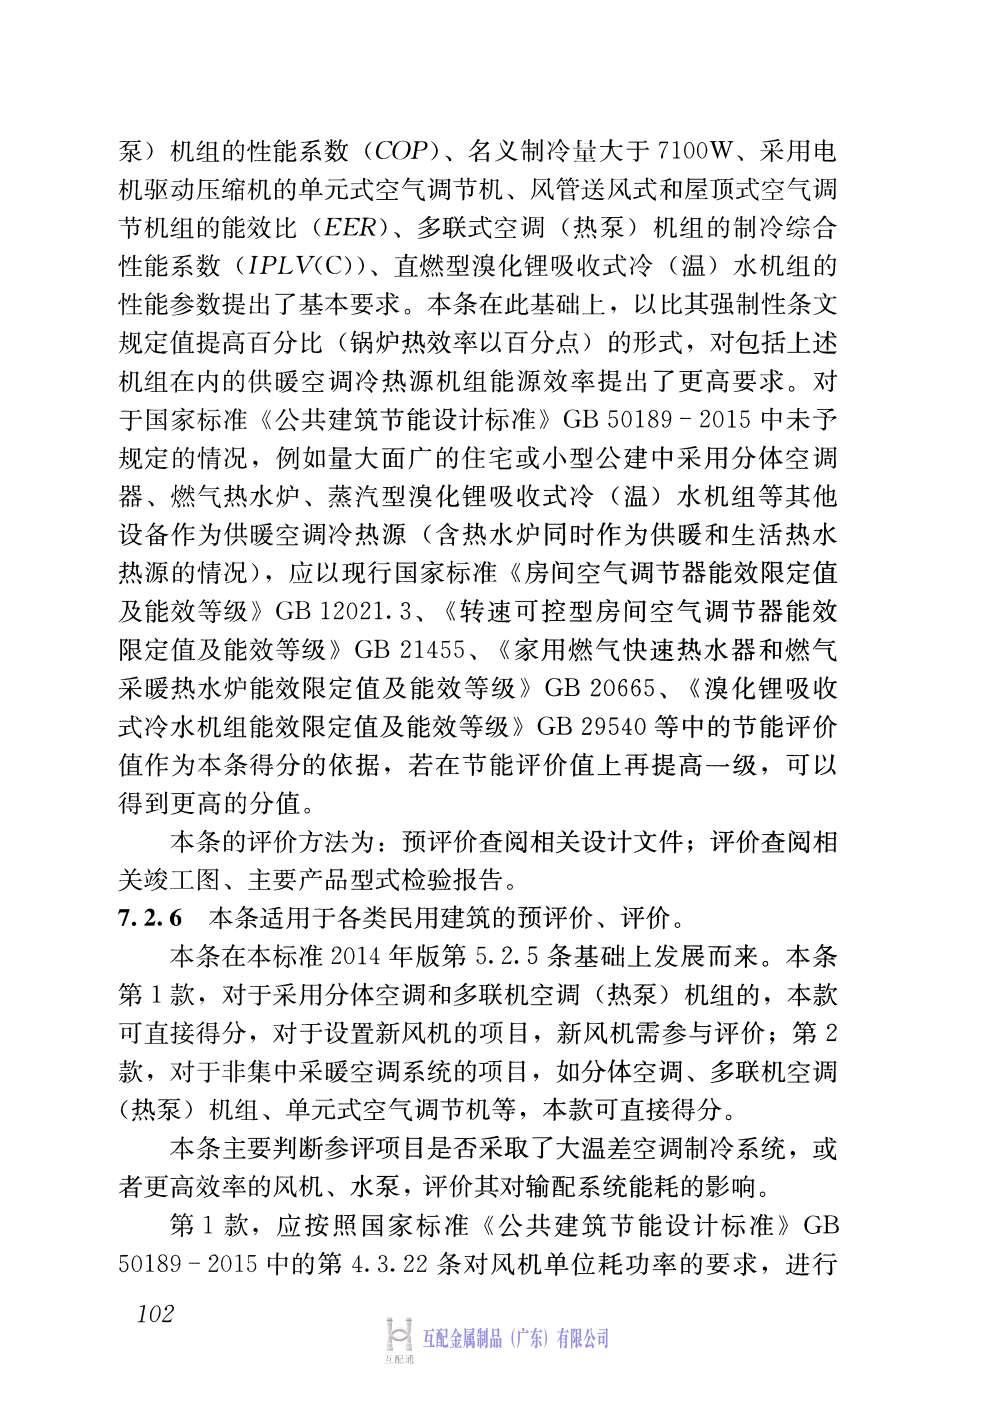 泵）机组的性能系数（COP）、名义制冷量大于 7100W、采用电
机驱动压缩机的单元式空气调节机、风管送风式和屋顶式空气调
节机组的能效比（EER）、多联式空调（热泵）机组的制冷综合
性能系数（IPLV(C)）、直燃型溴化锂吸收式冷（温）水机组的
性能参数提出了基本要求。本条在此基础上，以比其强制性条文
规定值提高百分比（锅炉热效率以百分点）的形式，对包括上述
机组在内的供暖空调冷热源机组能源效率提出了更高要求。对
于国家标准《公共建筑节能设计标准》GB 50189－2015 中未予
规定的情况，例如量大面广的住宅或小型公建中采用分体空调
器、燃气热水炉、蒸汽型溴化锂吸收式冷（温）水机组等其他
设备作为供暖空调冷热源（含热水炉同时作为供暖和生活热水
热源的情况），应以现行国家标准《房间空气调节器能效限定值
及能效等级》GB 12021.3、《转速可控型房间空气调节器能效
限定值及能效等级》GB 21455、《家用燃气快速热水器和燃气
采暖热水炉能效限定值及能效等级》GB 20665、《溴化锂吸收
式冷水机组能效限定值及能效等级》GB 29540 等中的节能评价
值作为本条得分的依据，若在节能评价值上再提高一级，可以
得到更高的分值。
本条的评价方法为：预评价查阅相关设计文件；评价查阅相
关竣工图、主要产品型式检验报告。
7.2.6 本条适用于各类民用建筑的预评价、评价。
本条在本标准 2014 年版第 5.2.5 条基础上发展而来。本条
第 1 款，对于采用分体空调和多联机空调（热泵）机组的，本款
可直接得分，对于设置新风机的项目，新风机需参与评价；第 2
款，对于非集中采暖空调系统的项目，如分体空调、多联机空调
（热泵）机组、单元式空气调节机等，本款可直接得分。
本条主要判断参评项目是否采取了大温差空调制冷系统，或
者更高效率的风机、水泵，评价其对输配系统能耗的影响。
第 1 款，应按照国家标准《公共建筑节能设计标准》GB
50189－2015 中的第 4.3.22 条对风机单位耗功率的要求，进行
102
互配通
互配金属制品（广东）有限公司